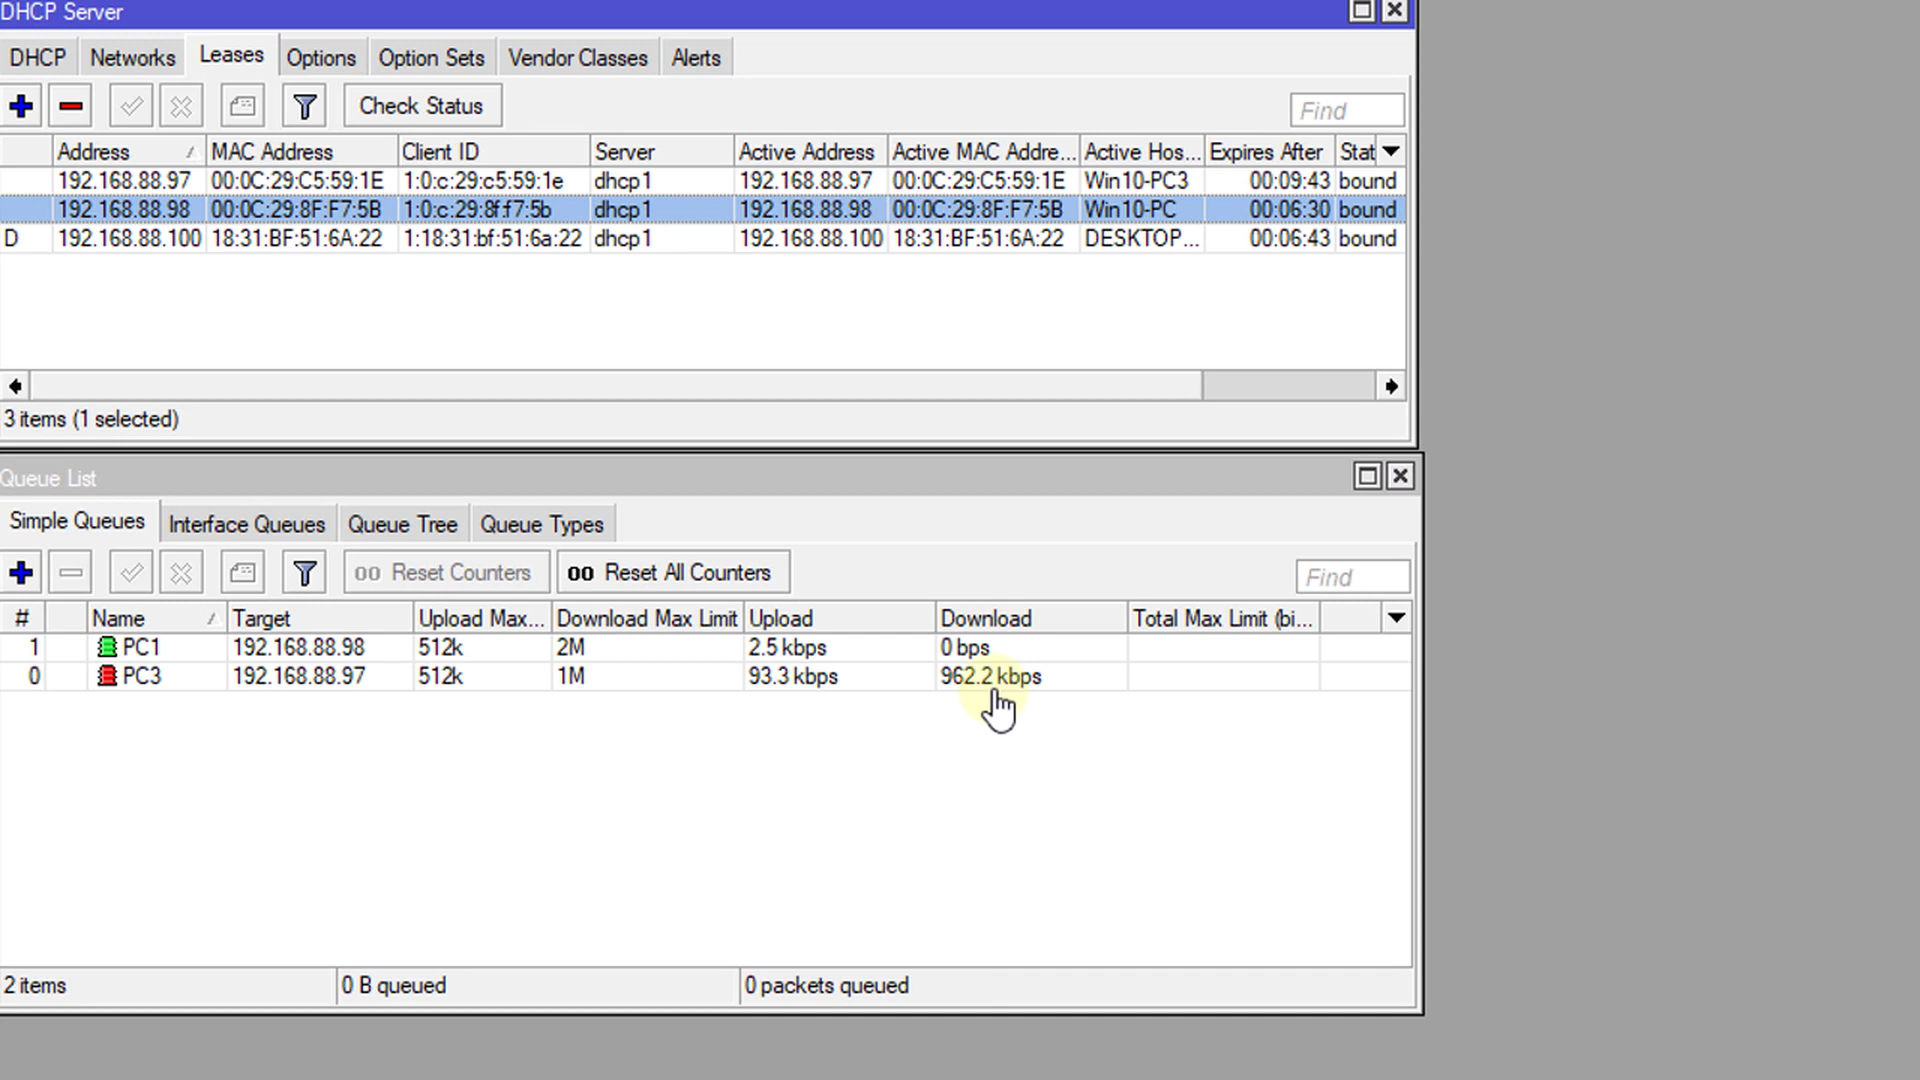 DHCP Server
DHCP Networks Leases Options Option Sets Vendor Classes Alerts
Check Status Find
Address MAC Address Client ID Server Active Address Active MAC Addre... Active Hos... Expires After Stat
192.168.88.97 00:0C:29:C5:59:1E 1:0:c:29:c5:59:1e dhcp1 192.168.88.97 00:0C:29:C5:59:1E Win10-PC3 00:09:43 bound
192.168.88.98 00:0C:29:8F:F7:5B 1:0:c:29:8f:f7:5b dhcp1 192.168.88.98 00:0C:29:8F:F7:5B Win10-PC 00:06:30 bound
D 192.168.88.100 18:31:BF:51:6A:22 1:18:31:bf:51:6a:22 dhcp1 192.168.88.100 18:31:BF:51:6A:22 DESKTOP... 00:06:43 bound
3 items (1 selected)
Queue List
Simple Queues Interface Queues Queue Tree Queue Types
00 Reset Counters 00 Reset All Counters Find
# Name Target Upload Max... Download Max Limit Upload Download Total Max Limit (bi...
1 PC1 192.168.88.98 512k 2M 2.5 kbps 0 bps
0 PC3 192.168.88.97 512k 1M 93.3 kbps 962.2 kbps
2 items 0 B queued 0 packets queued